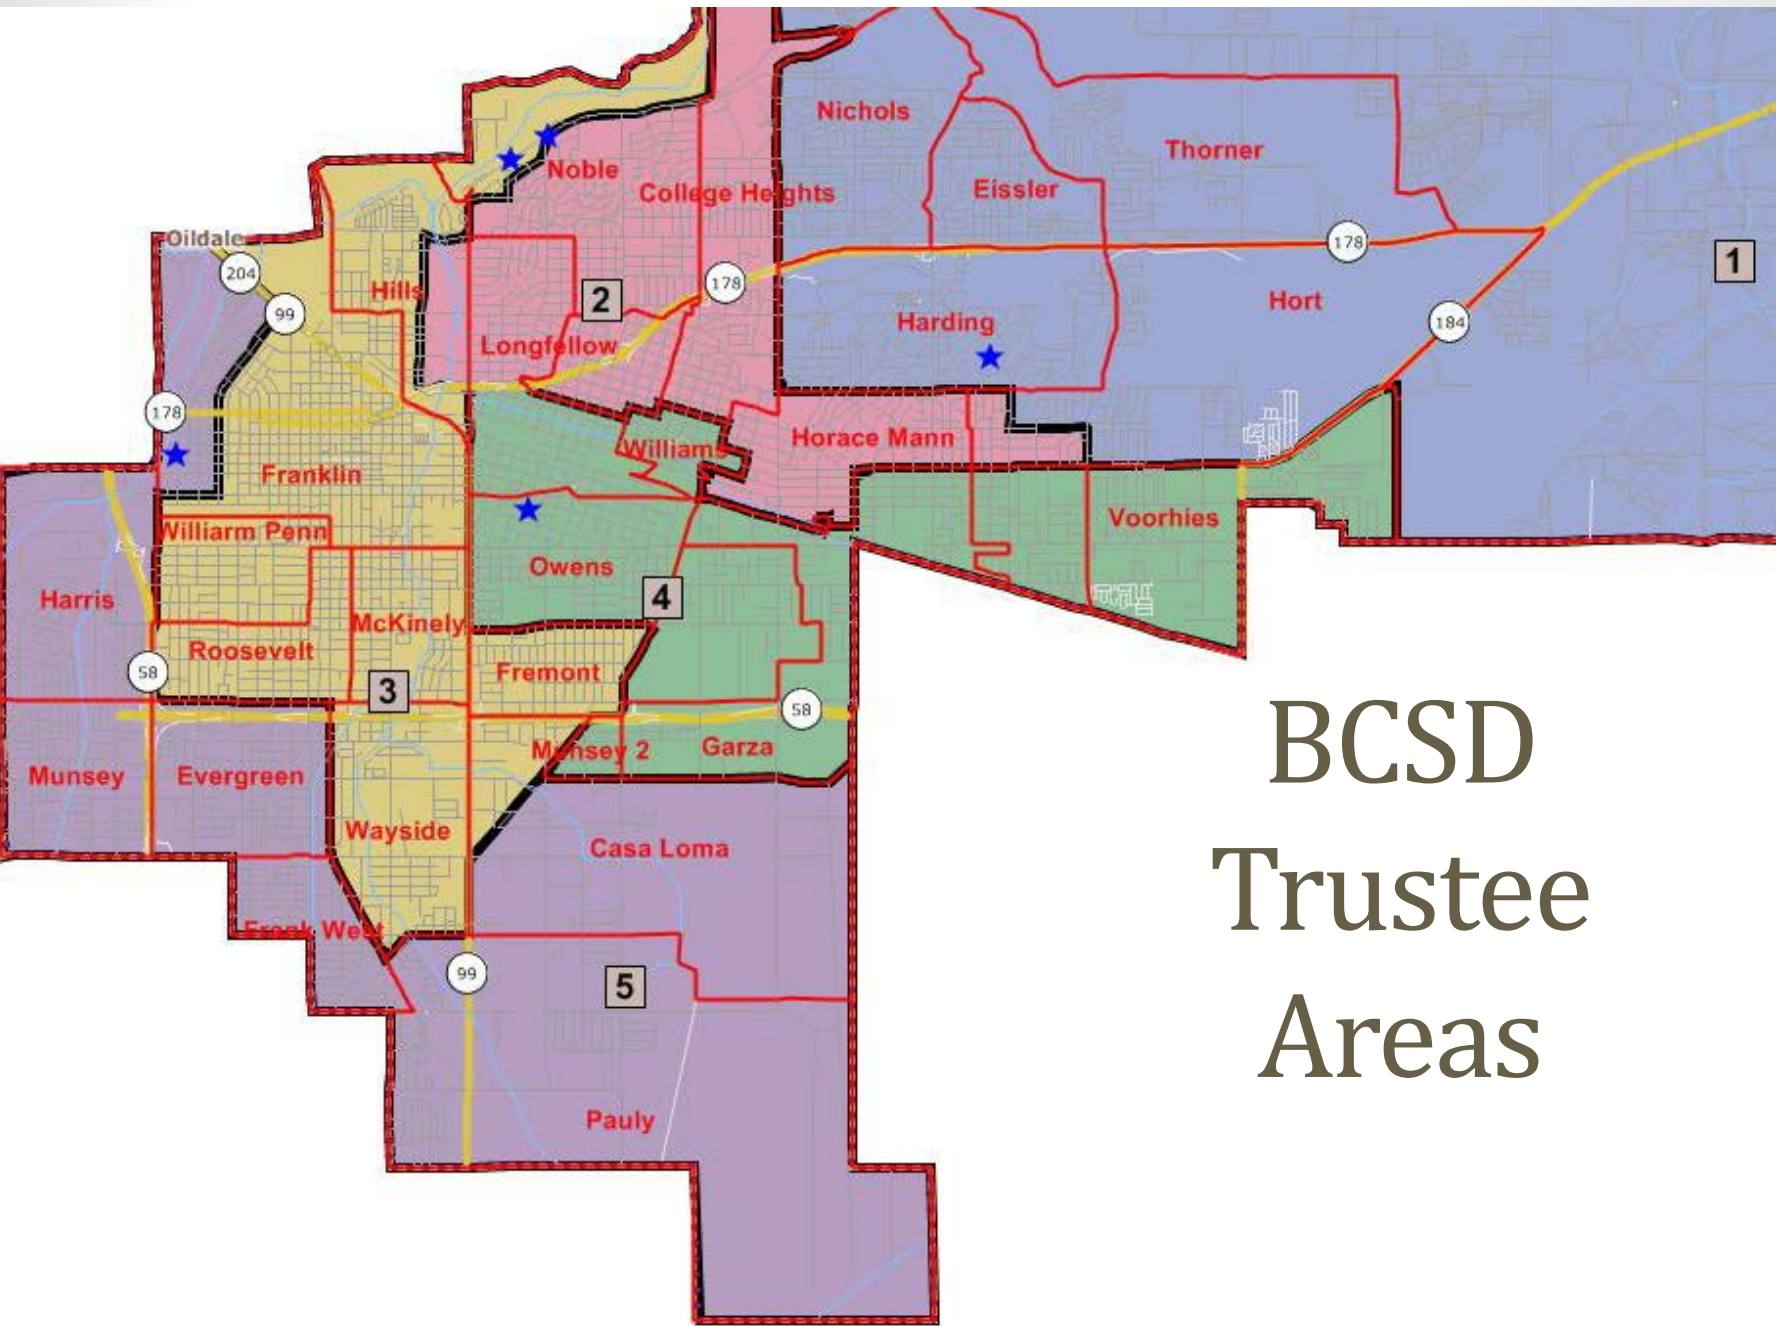 Nichols
Thorner
Noble
College Heights
Eissler
Oildale
178
1
204
Hills
2
178
Hort
99
Harding
184
Longfellow
178
Williams
Horace Mann
Franklin
Williarm Penn
Voorhies
Owens
Harris
4
McKinely
Roosevelt
58
Fremont
3
58
Munsey 2
Garza
Munsey
Evergreen
Wayside
Casa Loma
Frank West
99
5
Pauly
BCSD
Trustee
Areas